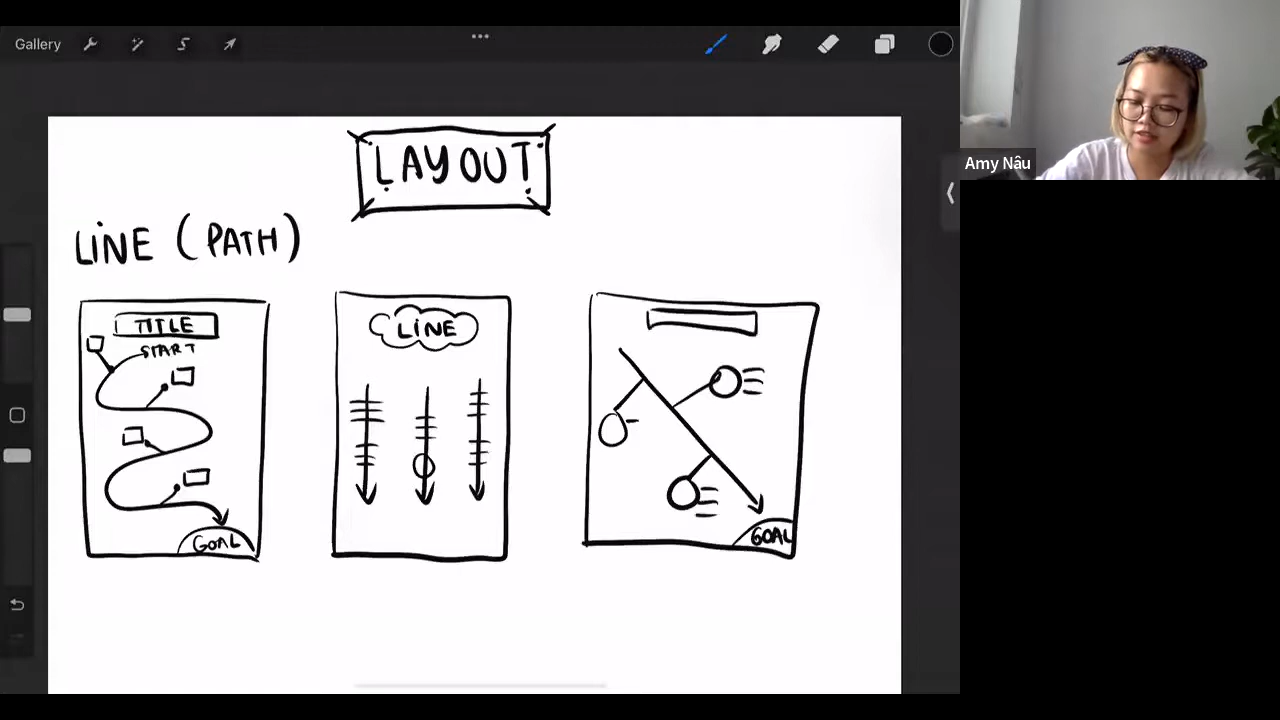 Gallery
Amy Nâu
LAYOUT
LiNE (PATH)
TITLE
START
GOAL
LiNE
GOAL